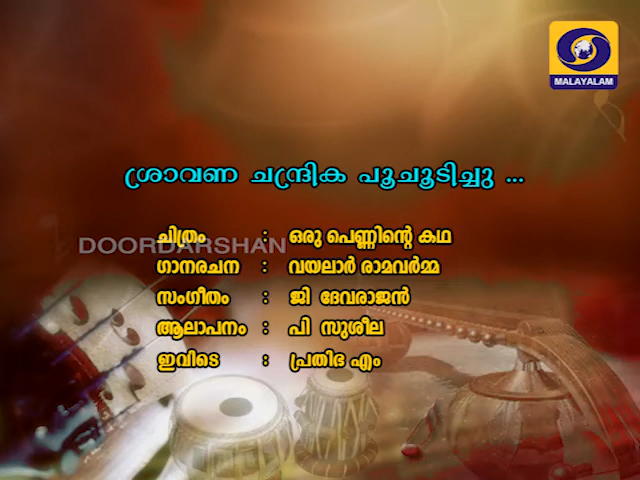 MALAYALAM
ശ്രാവണ ചന്ദ്രിക പൂചൂടിച്ചു ...
DOORDARSHAN
ചിത്രം : ഒരു പെണ്ണിന്റെ കഥ
ഗാനരചന : വയലാർ രാമവർമ്മ
സംഗീതം : ജി ദേവരാജൻ
ആലാപനം : പി സുശീല
ഇവിടെ : പ്രതിഭ എം